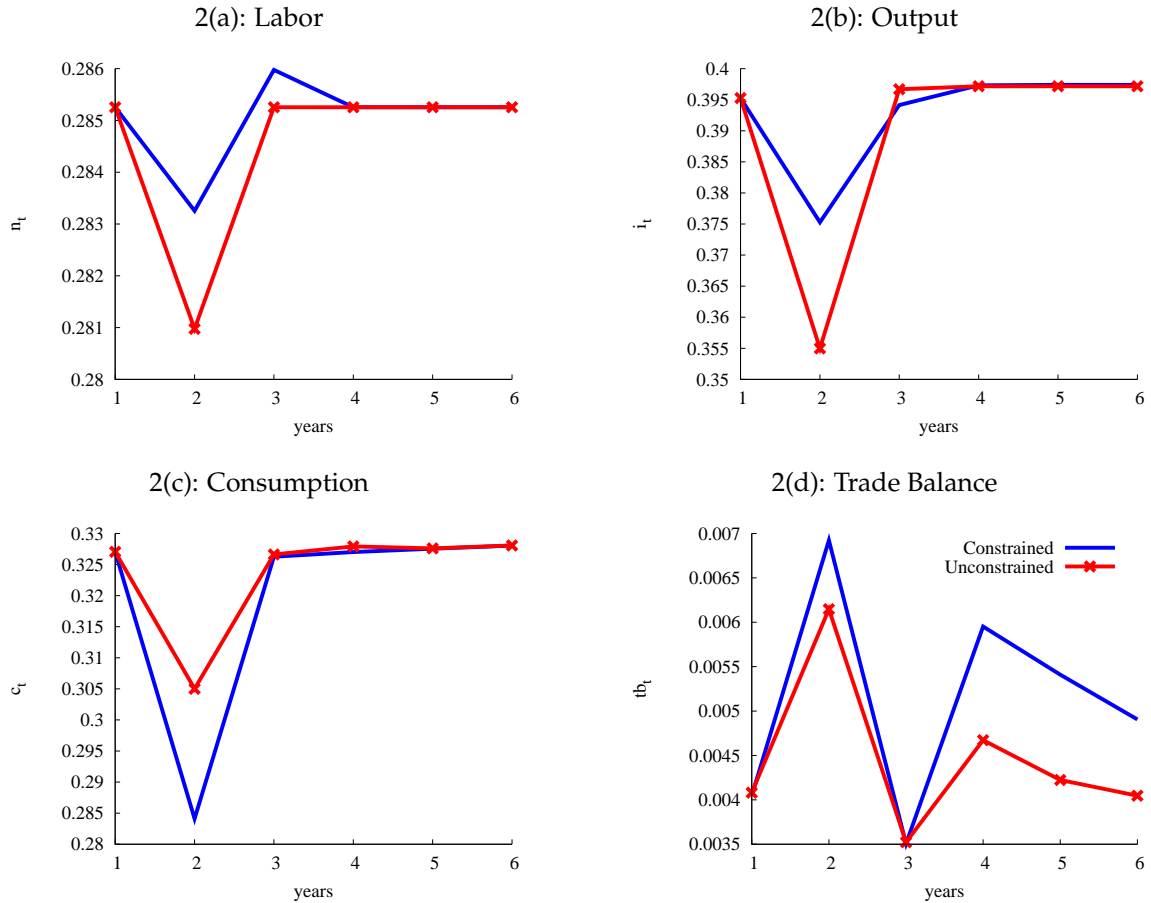 2(a): Labor
0.286
0.285
0.284
0.283
0.282
0.281
0.28
n_t
1 2 3 4 5 6
years
2(b): Output
0.4
0.395
0.39
0.385
0.38
0.375
0.37
0.365
0.36
0.355
0.35
i_t
1 2 3 4 5 6
years
2(c): Consumption
0.33
0.325
0.32
0.315
0.31
0.305
0.3
0.295
0.29
0.285
0.28
c_t
1 2 3 4 5 6
years
2(d): Trade Balance
0.007
0.0065
0.006
0.0055
0.005
0.0045
0.004
0.0035
tb_t
1 2 3 4 5 6
years
Constrained
Unconstrained